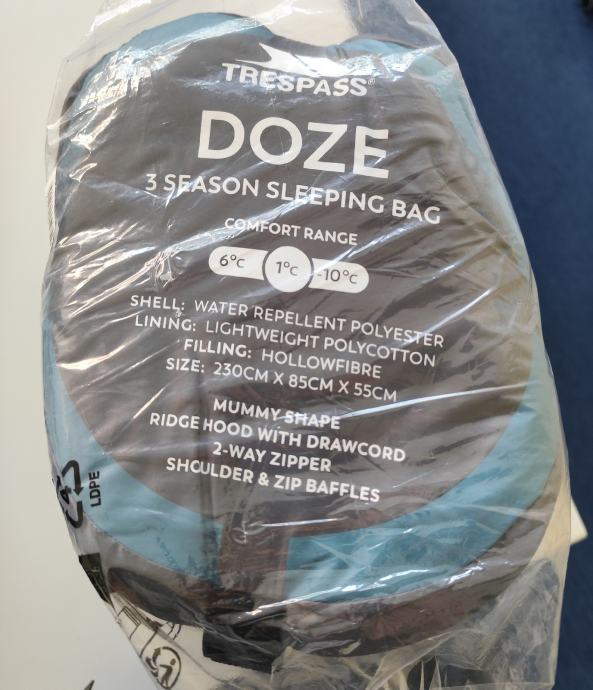 TRESPASS®
DOZE
3 SEASON SLEEPING BAG
COMFORT RANGE
6°C 1°C -10°C
SHELL: WATER REPELLENT POLYESTER
LINING: LIGHTWEIGHT POLYCOTTON
FILLING: HOLLOWFIBRE
SIZE: 230CM X 85CM X 55CM
MUMMY SHAPE
RIDGE HOOD WITH DRAWCORD
2-WAY ZIPPER
SHOULDER & ZIP BAFFLES
4
LDPE